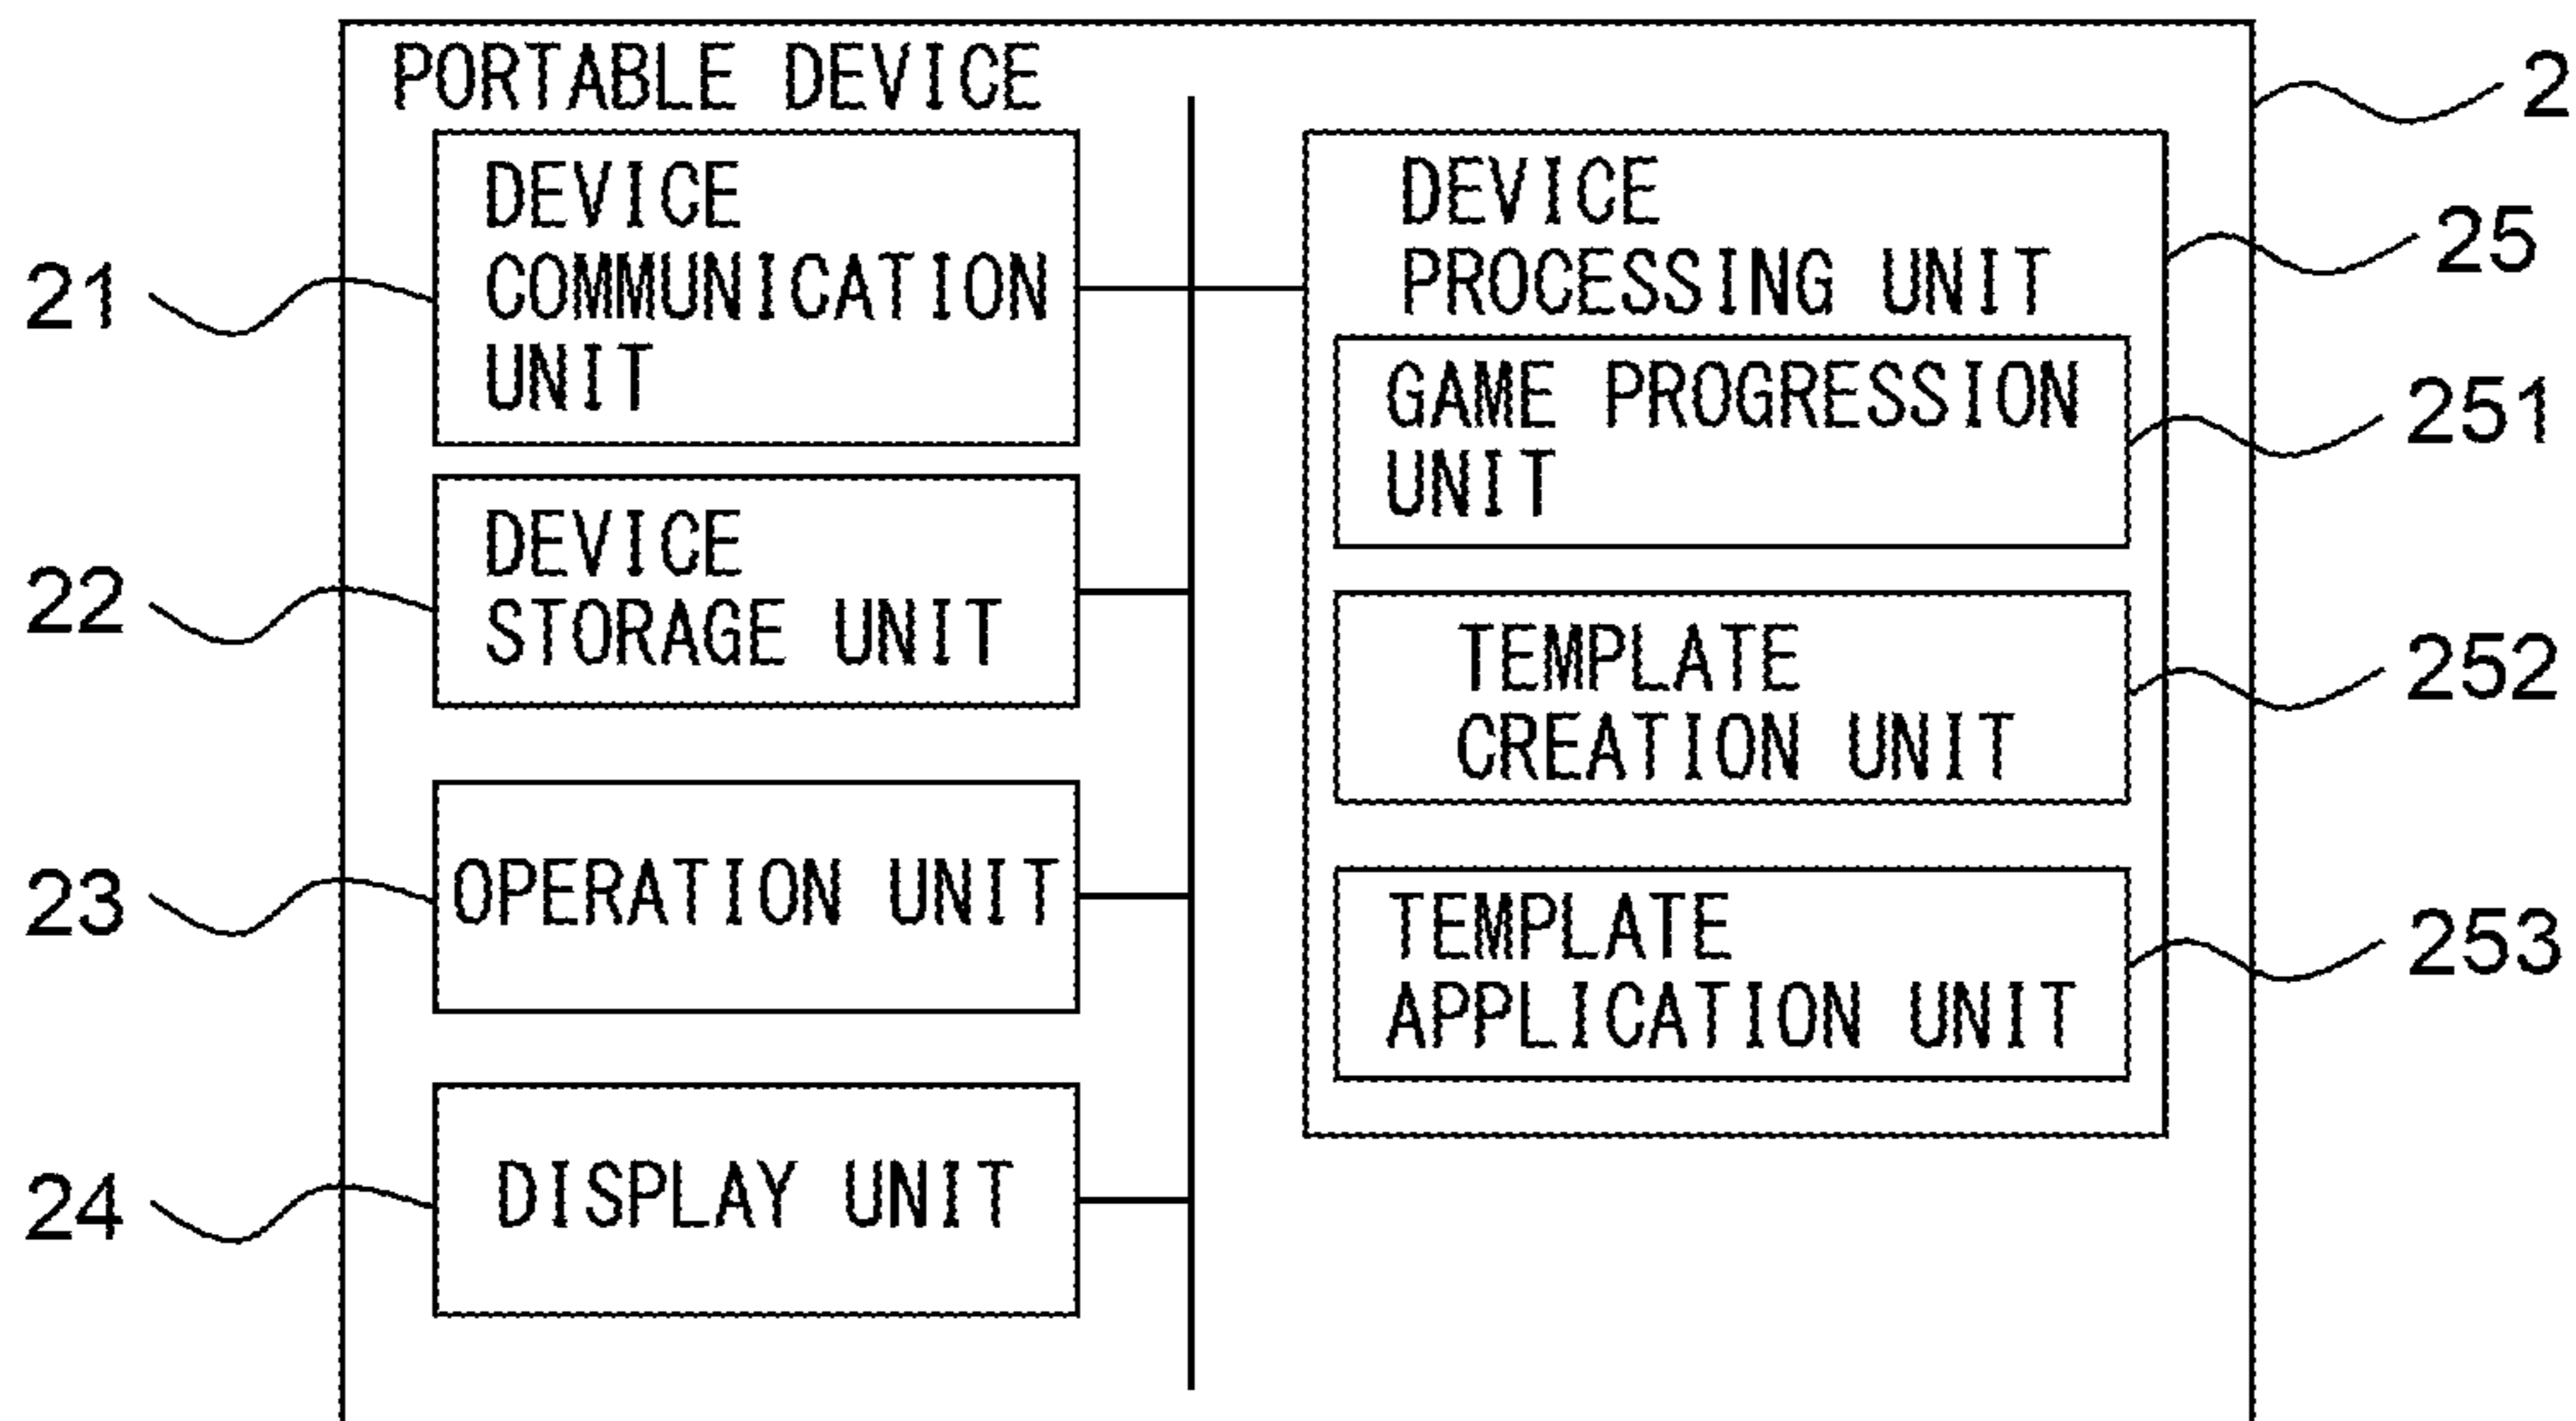 PORTABLE DEVICE
2
DEVICE
COMMUNICATION
UNIT
21
DEVICE
STORAGE UNIT
22
OPERATION UNIT
23
DISPLAY UNIT
24
DEVICE
PROCESSING UNIT
25
GAME PROGRESSION
UNIT
251
TEMPLATE
CREATION UNIT
252
TEMPLATE
APPLICATION UNIT
253